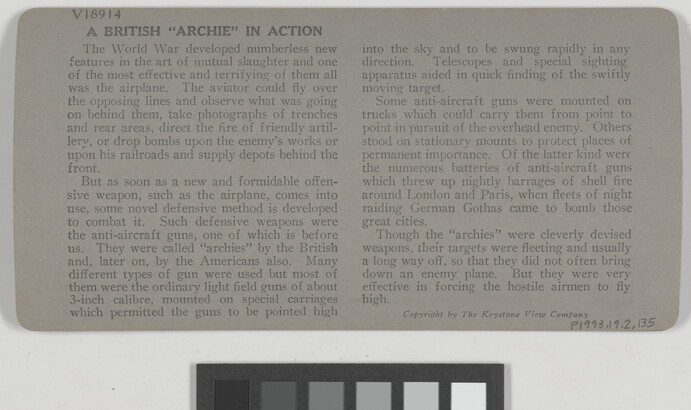 V18914
A BRITISH "ARCHIE" IN ACTION
The World War developed numberless new
features in the art of mutual slaughter and one
of the most effective and terrifying of them all
was the airplane. The aviator could fly over
the opposing lines and observe what was going
on behind them, take photographs of trenches
and rear areas, direct the fire of friendly artil-
lery, or drop bombs upon the enemy's works or
upon his railroads and supply depots behind the
front.
But as soon as a new and formidable offen-
sive weapon, such as the airplane, comes into
use, some novel defensive method is developed
to combat it. Such defensive weapons were
the anti-aircraft guns, one of which is before
us. They were called "archies" by the British
and, later on, by the Americans also. Many
different types of gun were used but most of
them were the ordinary light field guns of about
3-inch calibre, mounted on special carriages
which permitted the guns to be pointed high
into the sky and to be swung rapidly in any
direction. Telescopes and special sighting
apparatus aided in quick finding of the swiftly
moving target.
Some anti-aircraft guns were mounted on
trucks which could carry them from point to
point in pursuit of the overhead enemy. Others
stood on stationary mounts to protect places of
permanent importance. Of the latter kind were
the numerous batteries of anti-aircraft guns
which threw up nightly barrages of shell fire
around London and Paris, when fleets of night
raiding German Gothas came to bomb those
great cities.
Though the "archies" were cleverly devised
weapons, their targets were fleeting and usually
a long way off, so that they did not often bring
down an enemy plane. But they were very
effective in forcing the hostile airmen to fly
high.
Copyright by The Keystone View Company
P1993.19.2,135